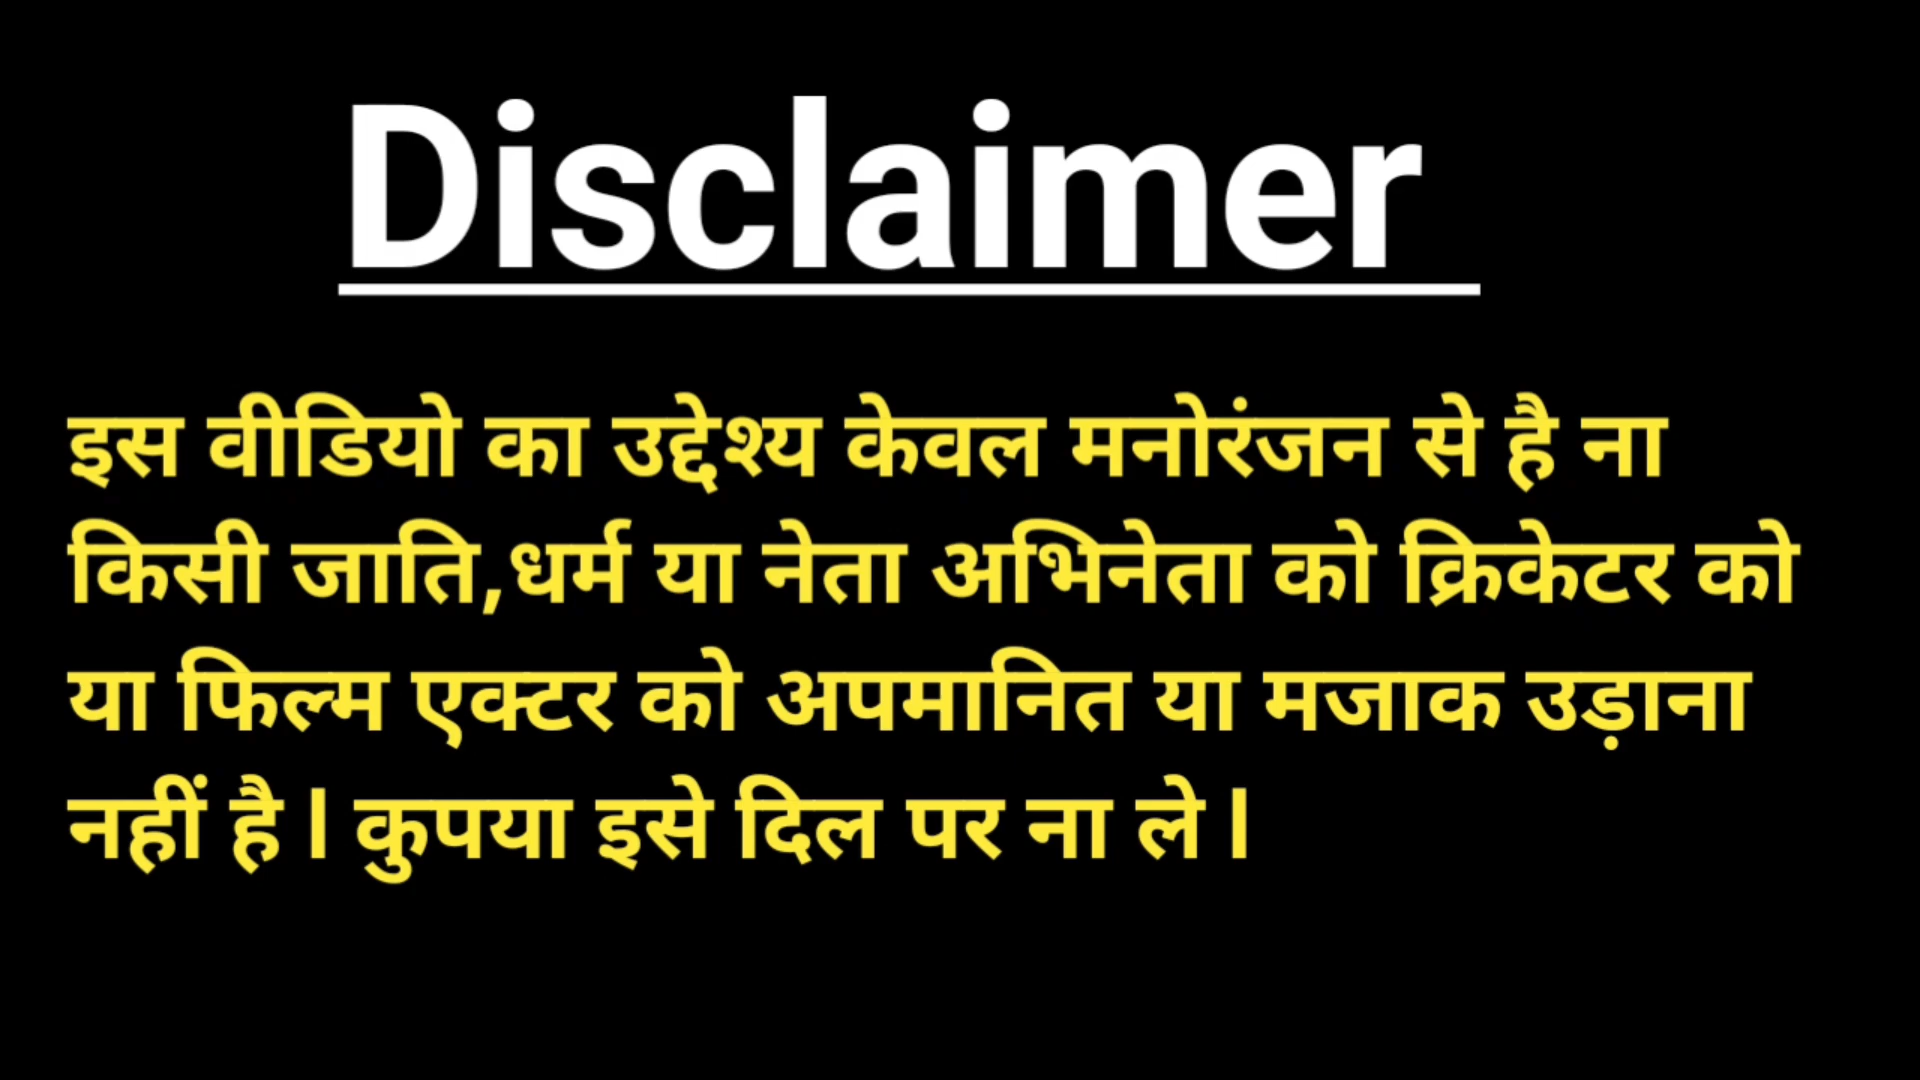 Disclaimer
इस वीडियो का उद्देश्य केवल मनोरंजन से है ना
किसी जाति,धर्म या नेता अभिनेता को क्रिकेटर को
या फिल्म एक्टर को अपमानित या मजाक उड़ाना
नहीं है l कुपया इसे दिल पर ना ले l